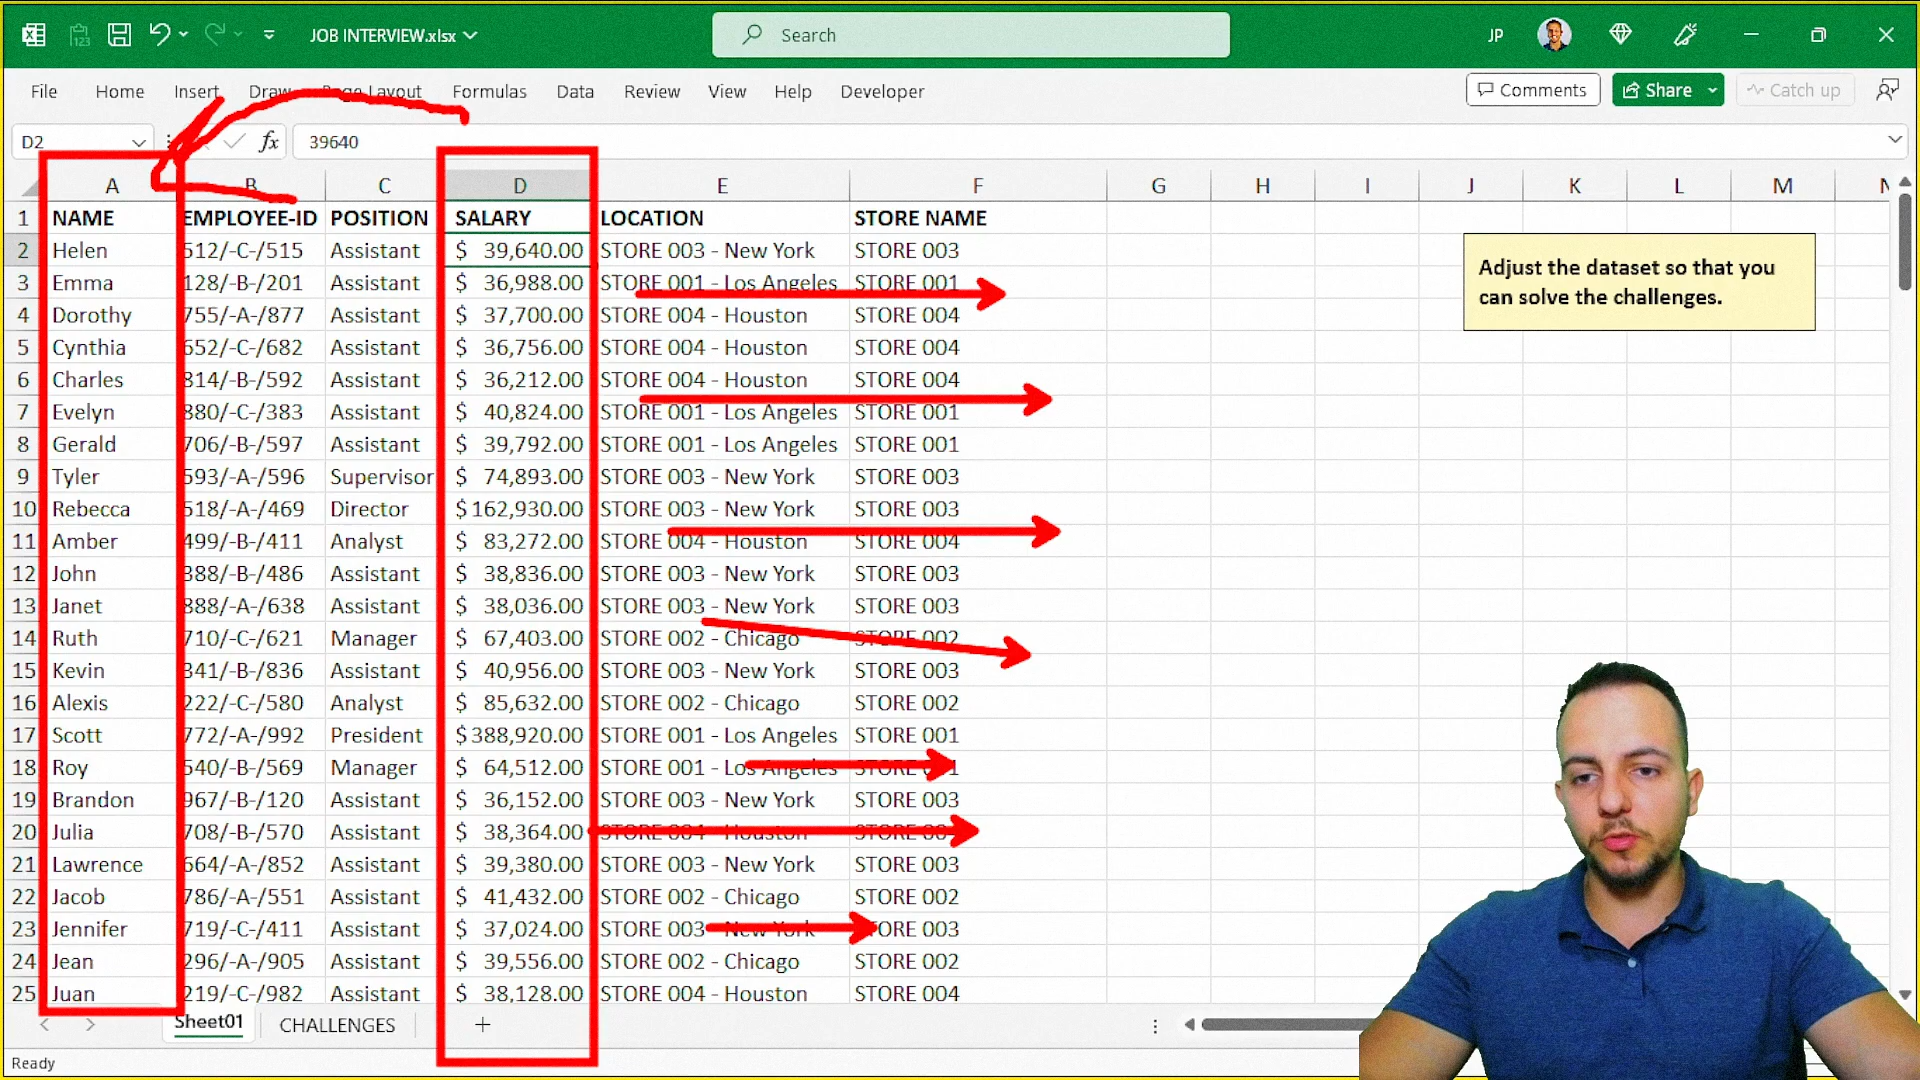 JOB INTERVIEW.xlsx
Search
JP
File Home Insert Draw Page Layout Formulas Data Review View Help Developer
Comments Share Catch up
D2 fx 39640
A B C D E F G H I J K L M
1 NAME EMPLOYEE-ID POSITION SALARY LOCATION STORE NAME
2 Helen 512/-C-/515 Assistant $ 39,640.00 STORE 003 - New York STORE 003
3 Emma 128/-B-/201 Assistant $ 36,988.00 STORE 001 - Los Angeles STORE 001
4 Dorothy 755/-A-/877 Assistant $ 37,700.00 STORE 004 - Houston STORE 004
5 Cynthia 652/-C-/682 Assistant $ 36,756.00 STORE 004 - Houston STORE 004
6 Charles 814/-B-/592 Assistant $ 36,212.00 STORE 004 - Houston STORE 004
7 Evelyn 880/-C-/383 Assistant $ 40,824.00 STORE 001 - Los Angeles STORE 001
8 Gerald 706/-B-/597 Assistant $ 39,792.00 STORE 001 - Los Angeles STORE 001
9 Tyler 593/-A-/596 Supervisor $ 74,893.00 STORE 003 - New York STORE 003
10 Rebecca 518/-A-/469 Director $ 162,930.00 STORE 003 - New York STORE 003
11 Amber 499/-B-/411 Analyst $ 83,272.00 STORE 004 - Houston STORE 004
12 John 388/-B-/486 Assistant $ 38,836.00 STORE 003 - New York STORE 003
13 Janet 888/-A-/638 Assistant $ 38,036.00 STORE 003 - New York STORE 003
14 Ruth 710/-C-/621 Manager $ 67,403.00 STORE 002 - Chicago STORE 002
15 Kevin 341/-B-/836 Assistant $ 40,956.00 STORE 003 - New York STORE 003
16 Alexis 222/-C-/580 Analyst $ 85,632.00 STORE 002 - Chicago STORE 002
17 Scott 772/-A-/992 President $ 388,920.00 STORE 001 - Los Angeles STORE 001
18 Roy 540/-B-/569 Manager $ 64,512.00 STORE 001 - Los Angeles STORE 001
19 Brandon 967/-B-/120 Assistant $ 36,152.00 STORE 003 - New York STORE 003
20 Julia 708/-B-/570 Assistant $ 38,364.00 STORE 004 - Houston STORE 004
21 Lawrence 664/-A-/852 Assistant $ 39,380.00 STORE 003 - New York STORE 003
22 Jacob 786/-A-/551 Assistant $ 41,432.00 STORE 002 - Chicago STORE 002
23 Jennifer 719/-C-/411 Assistant $ 37,024.00 STORE 003 - New York STORE 003
24 Jean 296/-A-/905 Assistant $ 39,556.00 STORE 002 - Chicago STORE 002
25 Juan 219/-C-/982 Assistant $ 38,128.00 STORE 004 - Houston STORE 004
Adjust the dataset so that you
can solve the challenges.
Sheet01 CHALLENGES
Ready